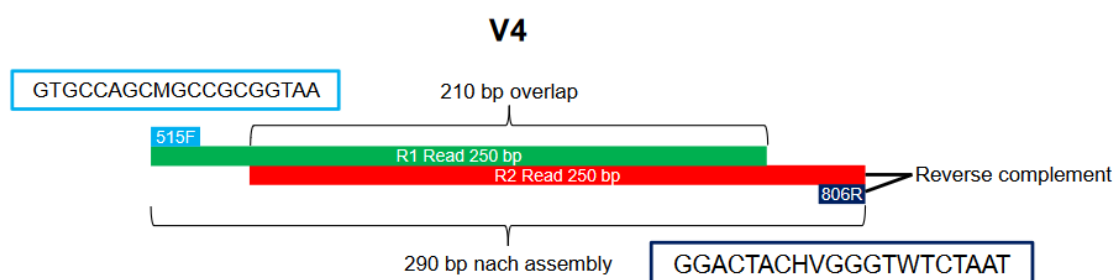 V4
GTGCCAGCMGCCGCGGTAA
210 bp overlap
515F
R1 Read 250 bp
R2 Read 250 bp
Reverse complement
806R
290 bp nach assembly
GGACTACHVGGGTWTCTAAT